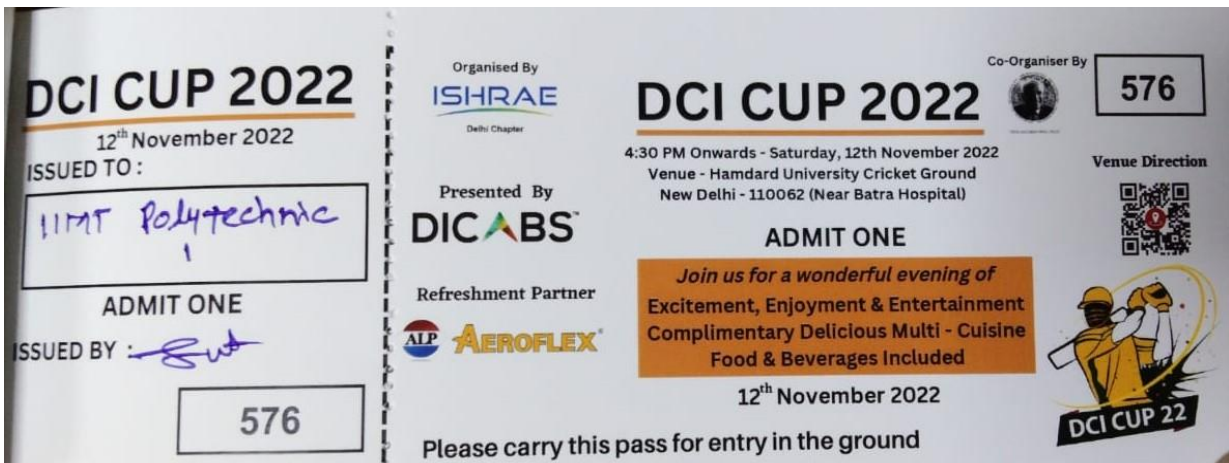 DCI CUP 2022
12th November 2022
ISSUED TO :
IIMT Polytechnic
1
ADMIT ONE
ISSUED BY :
576
Organised By
ISHRAE
Delhi Chapter
Presented By
DICABS™
Refreshment Partner
ALP AEROFLEX®
DCI CUP 2022
4:30 PM Onwards - Saturday, 12th November 2022
Venue - Hamdard University Cricket Ground
New Delhi - 110062 (Near Batra Hospital)
ADMIT ONE
Join us for a wonderful evening of
Excitement, Enjoyment & Entertainment
Complimentary Delicious Multi - Cuisine
Food & Beverages Included
12th November 2022
Please carry this pass for entry in the ground
Co-Organiser By
576
Venue Direction
DCI CUP 22